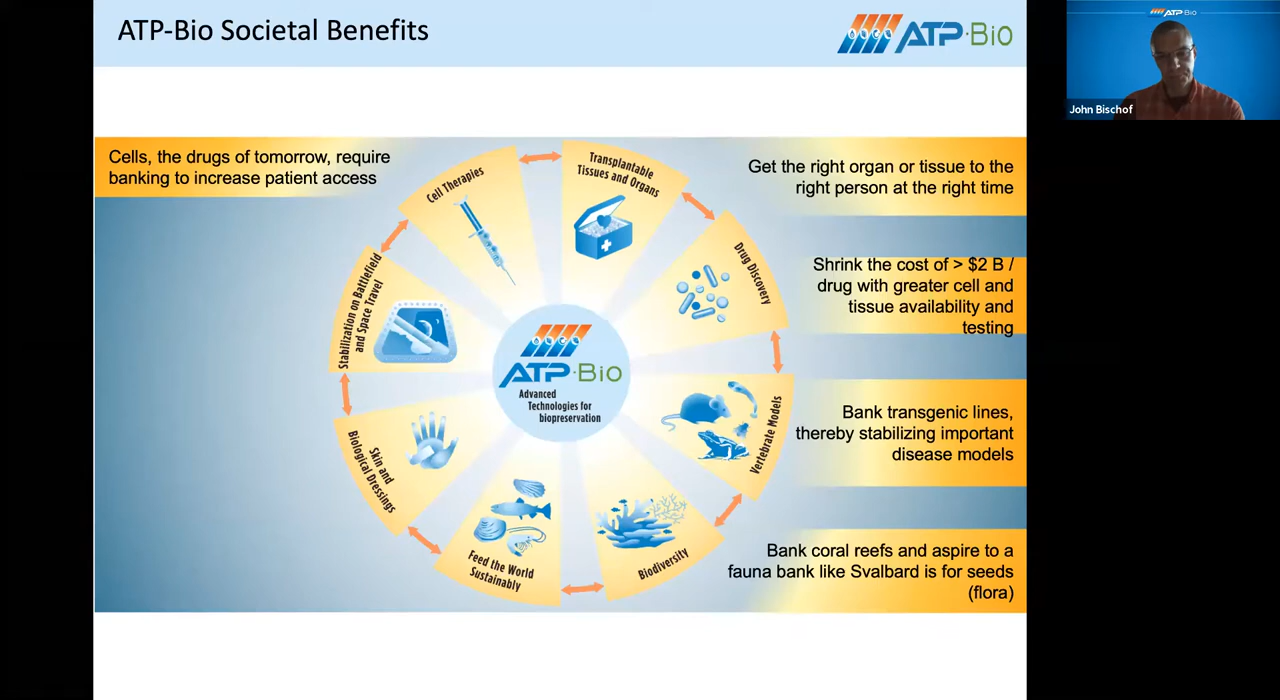 ATP-Bio Societal Benefits
ATP·Bio
ATP·Bio
John Bischof
Cells, the drugs of tomorrow, require
banking to increase patient access
Get the right organ or tissue to the
right person at the right time
Shrink the cost of > $2 B /
drug with greater cell and
tissue availability and
testing
Bank transgenic lines,
thereby stabilizing important
disease models
Bank coral reefs and aspire to a
fauna bank like Svalbard is for seeds
(flora)
Cell Therapies
Transplantable
Tissues and Organs
Drug Discovery
Vertebrate Models
Biodiversity
Feed the World
Sustainably
Skin and
Biological Dressings
Stabilization on Battlefield
and Space Travel
ATP·Bio
Advanced
Technologies for
biopreservation